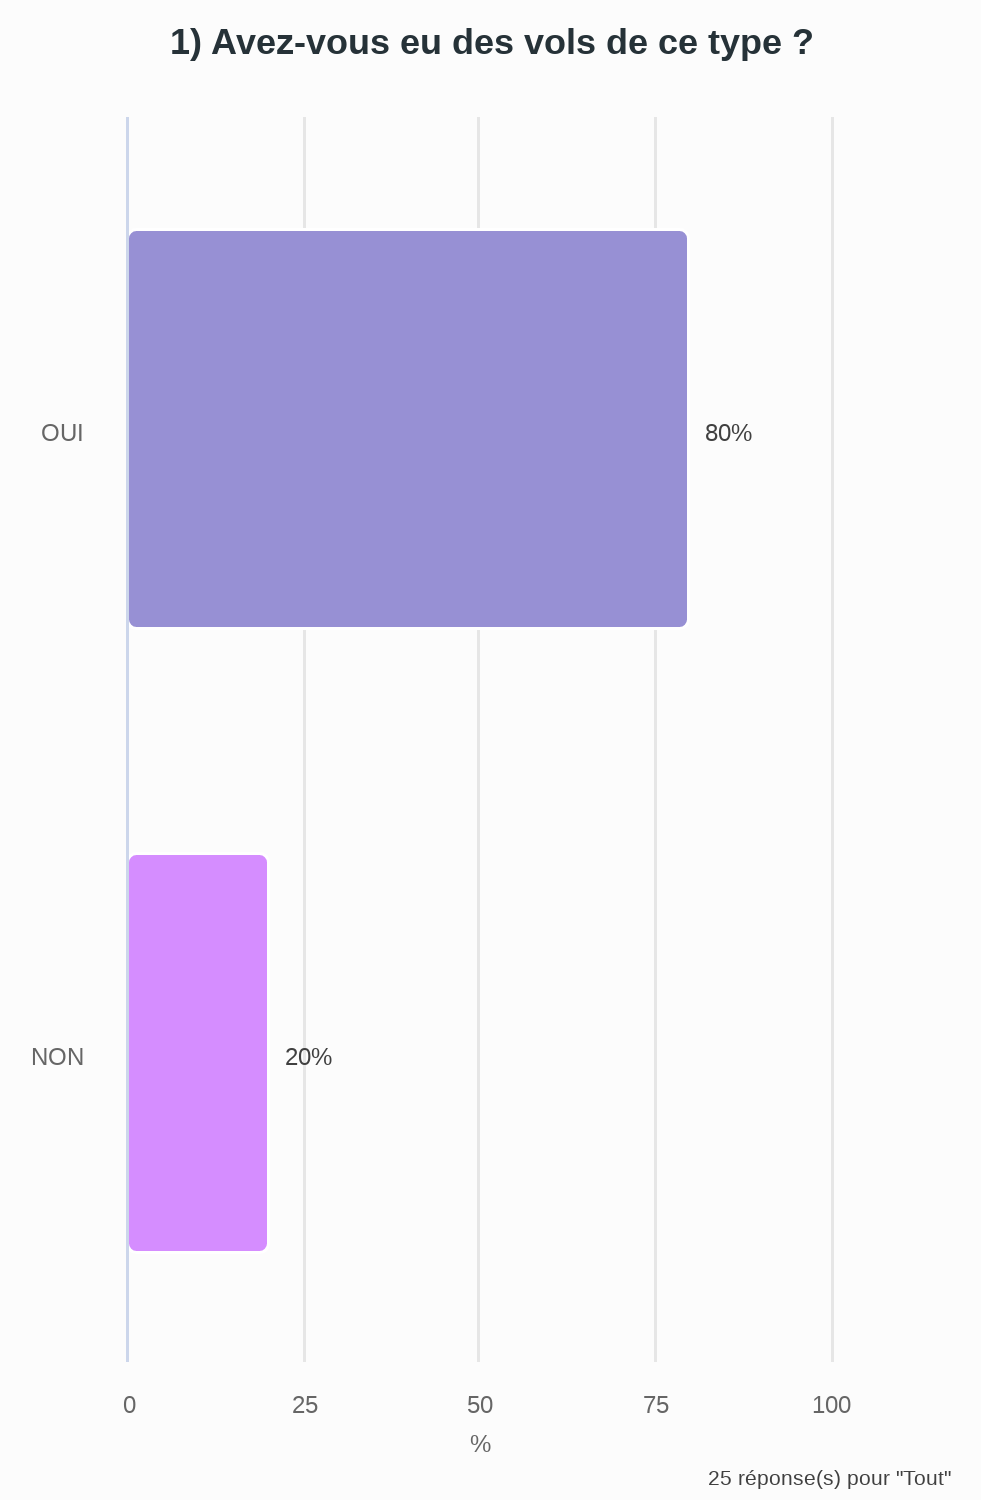 1) Avez-vous eu des vols de ce type ?
OUI
80%
NON
20%
0 25 50 75 100
%
25 réponse(s) pour "Tout"